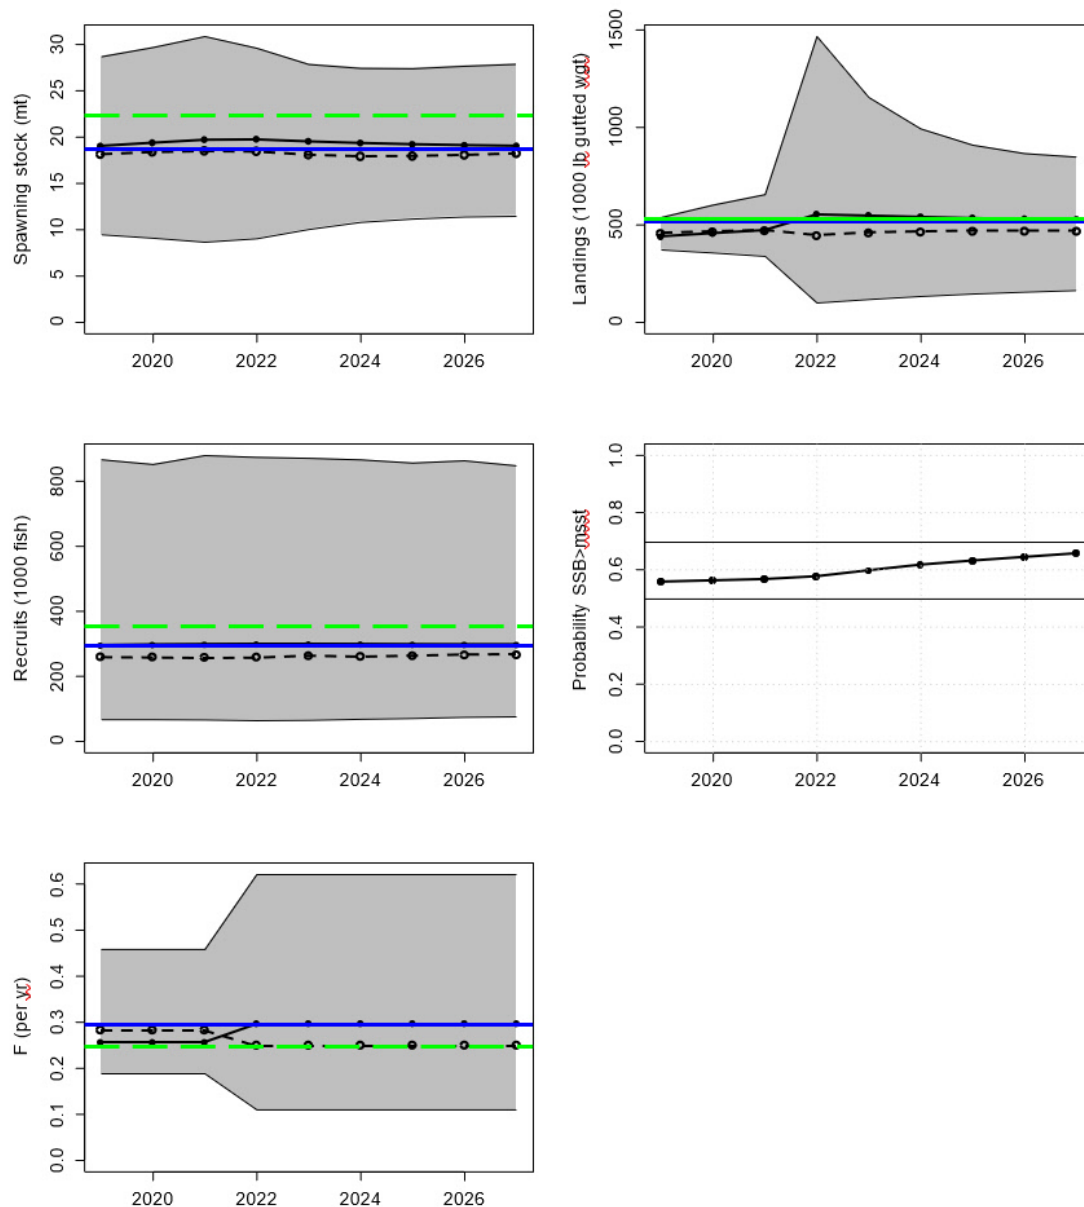 Spawning stock (mt)
0 5 10 15 20 25 30
2020 2022 2024 2026
Landings (1000 lb gutted wgt)
0 500 1000 1500
2020 2022 2024 2026
Recruits (1000 fish)
0 200 400 600 800
2020 2022 2024 2026
Probability SSB>msst
0.0 0.2 0.4 0.6 0.8 1.0
2020 2022 2024 2026
F (per yr)
0.0 0.1 0.2 0.3 0.4 0.5 0.6
2020 2022 2024 2026